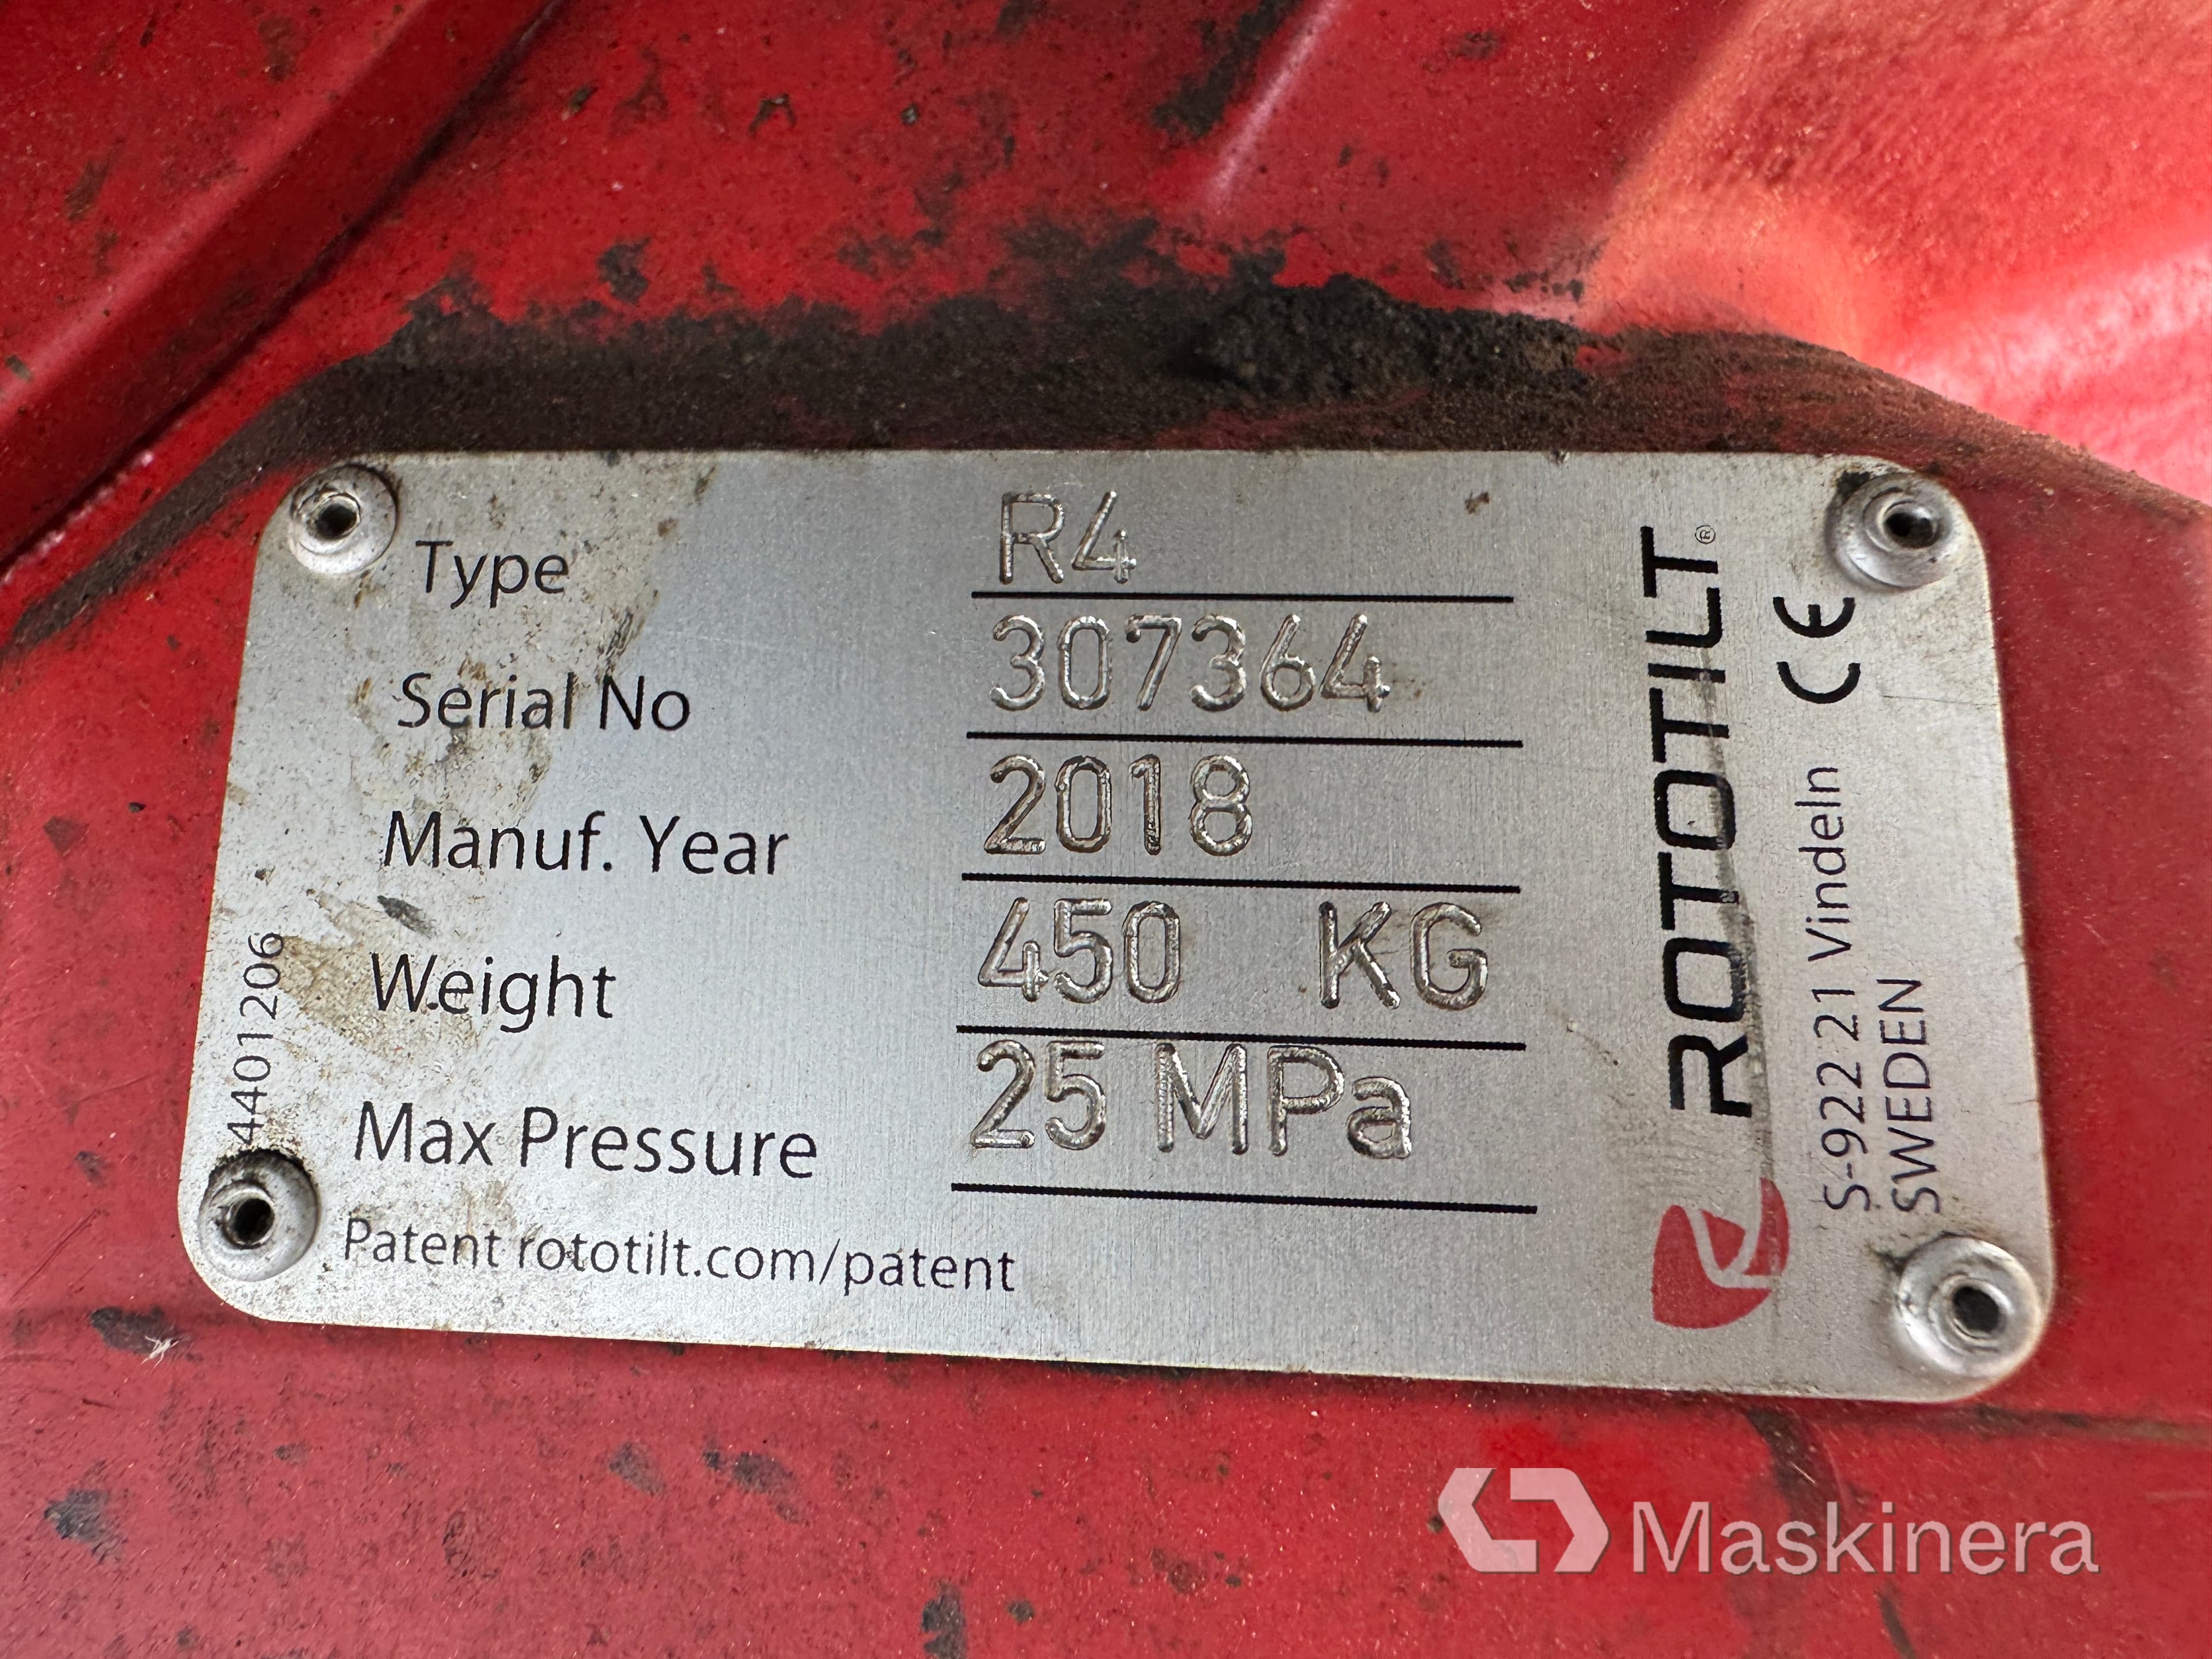 Type R4
Serial No 307364
Manuf. Year 2018
Weight 450 KG
Max Pressure 25 MPa
Patent rototilt.com/patent
4401206
ROTOTILT®
CE
S-922 21 Vindeln
SWEDEN
Maskinera